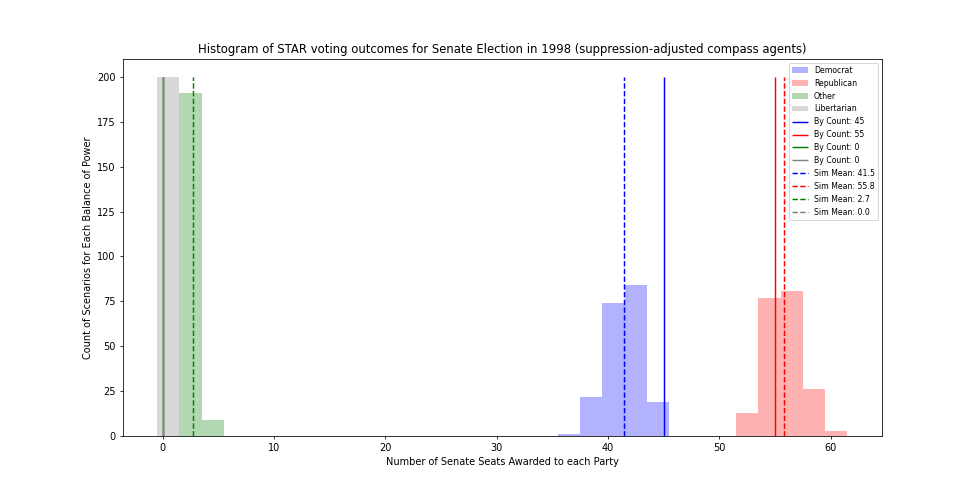 Histogram of STAR voting outcomes for Senate Election in 1998 (suppression-adjusted compass agents)
Democrat
Republican
Other
Libertarian
By Count: 45
By Count: 55
By Count: 0
By Count: 0
Sim Mean: 41.5
Sim Mean: 55.8
Sim Mean: 2.7
Sim Mean: 0.0
Count of Scenarios for Each Balance of Power
200
175
150
125
100
75
50
25
0
0 10 20 30 40 50 60
Number of Senate Seats Awarded to each Party